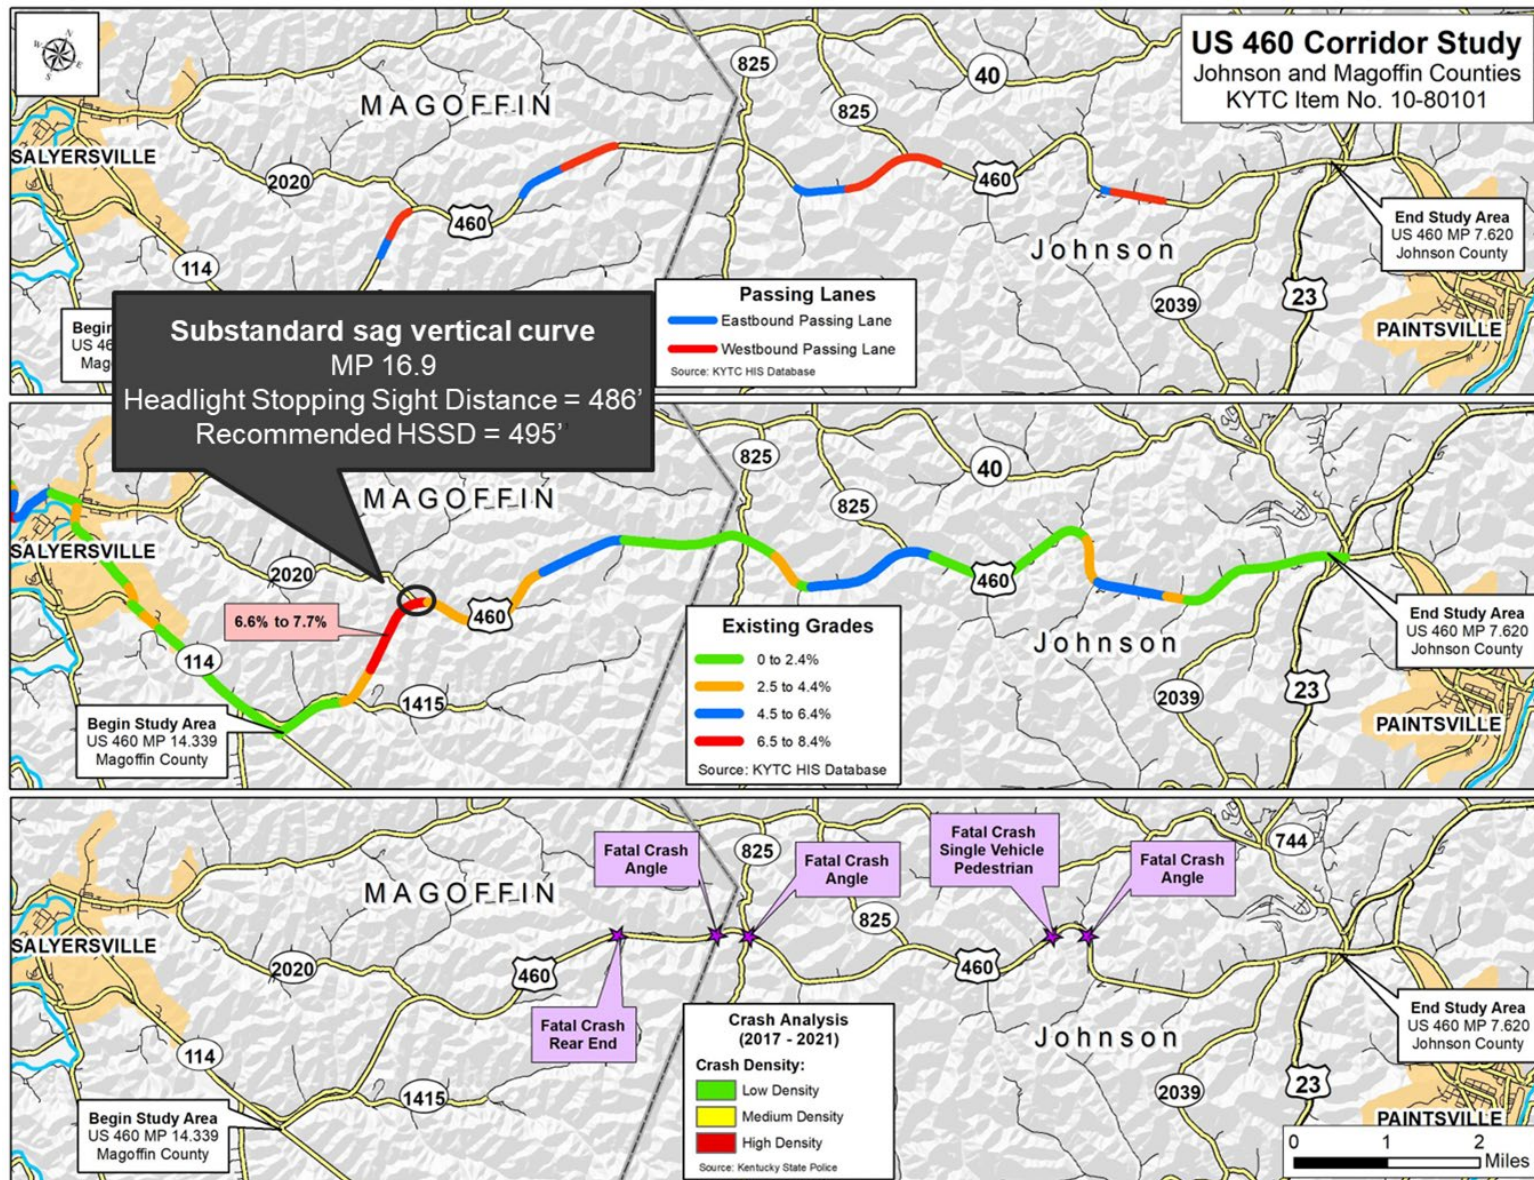 N
W
E
S
MAGOFFIN
825
40
US 460 Corridor Study
Johnson and Magoffin Counties
KYTC Item No. 10-80101
825
SALYERSVILLE
2020
460
460
114
Johnson
End Study Area
US 460 MP 7.620
Johnson County
2039
23
PAINTSVILLE
Passing Lanes
Eastbound Passing Lane
Westbound Passing Lane
Source: KYTC HIS Database
Begin
US 46
Mag
Substandard sag vertical curve
MP 16.9
Headlight Stopping Sight Distance = 486’
Recommended HSSD = 495’
MAGOFFIN
825
40
825
SALYERSVILLE
2020
460
460
6.6% to 7.7%
114
1415
Begin Study Area
US 460 MP 14.339
Magoffin County
Existing Grades
0 to 2.4%
2.5 to 4.4%
4.5 to 6.4%
6.5 to 8.4%
Source: KYTC HIS Database
Johnson
End Study Area
US 460 MP 7.620
Johnson County
2039
23
PAINTSVILLE
MAGOFFIN
Fatal Crash
Angle
825
Fatal Crash
Angle
Fatal Crash
Single Vehicle
Pedestrian
Fatal Crash
Angle
744
825
SALYERSVILLE
2020
460
460
Fatal Crash
Rear End
114
1415
Begin Study Area
US 460 MP 14.339
Magoffin County
Crash Analysis
(2017 - 2021)
Crash Density:
Low Density
Medium Density
High Density
Source: Kentucky State Police
Johnson
End Study Area
US 460 MP 7.620
Johnson County
2039
23
PAINTSVILLE
0 1 2
Miles